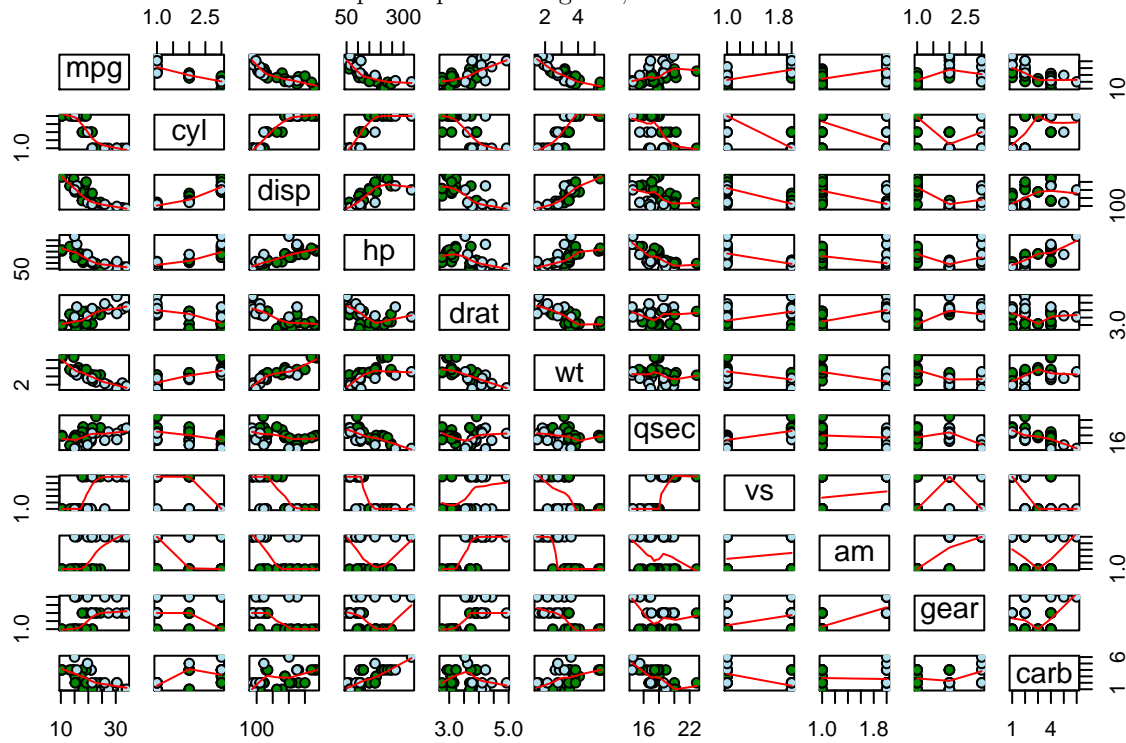 1.0 2.5 50 300 2 4 1.0 1.8 1.0 2.5
mpg 10
1.0 cyl
disp 100
50 hp
drat 3.0
2 wt
qsec 16
1.0 vs
am 1.0
1.0 gear
carb 1 6
10 30 100 3.0 5.0 16 22 1.0 1.8 1 4